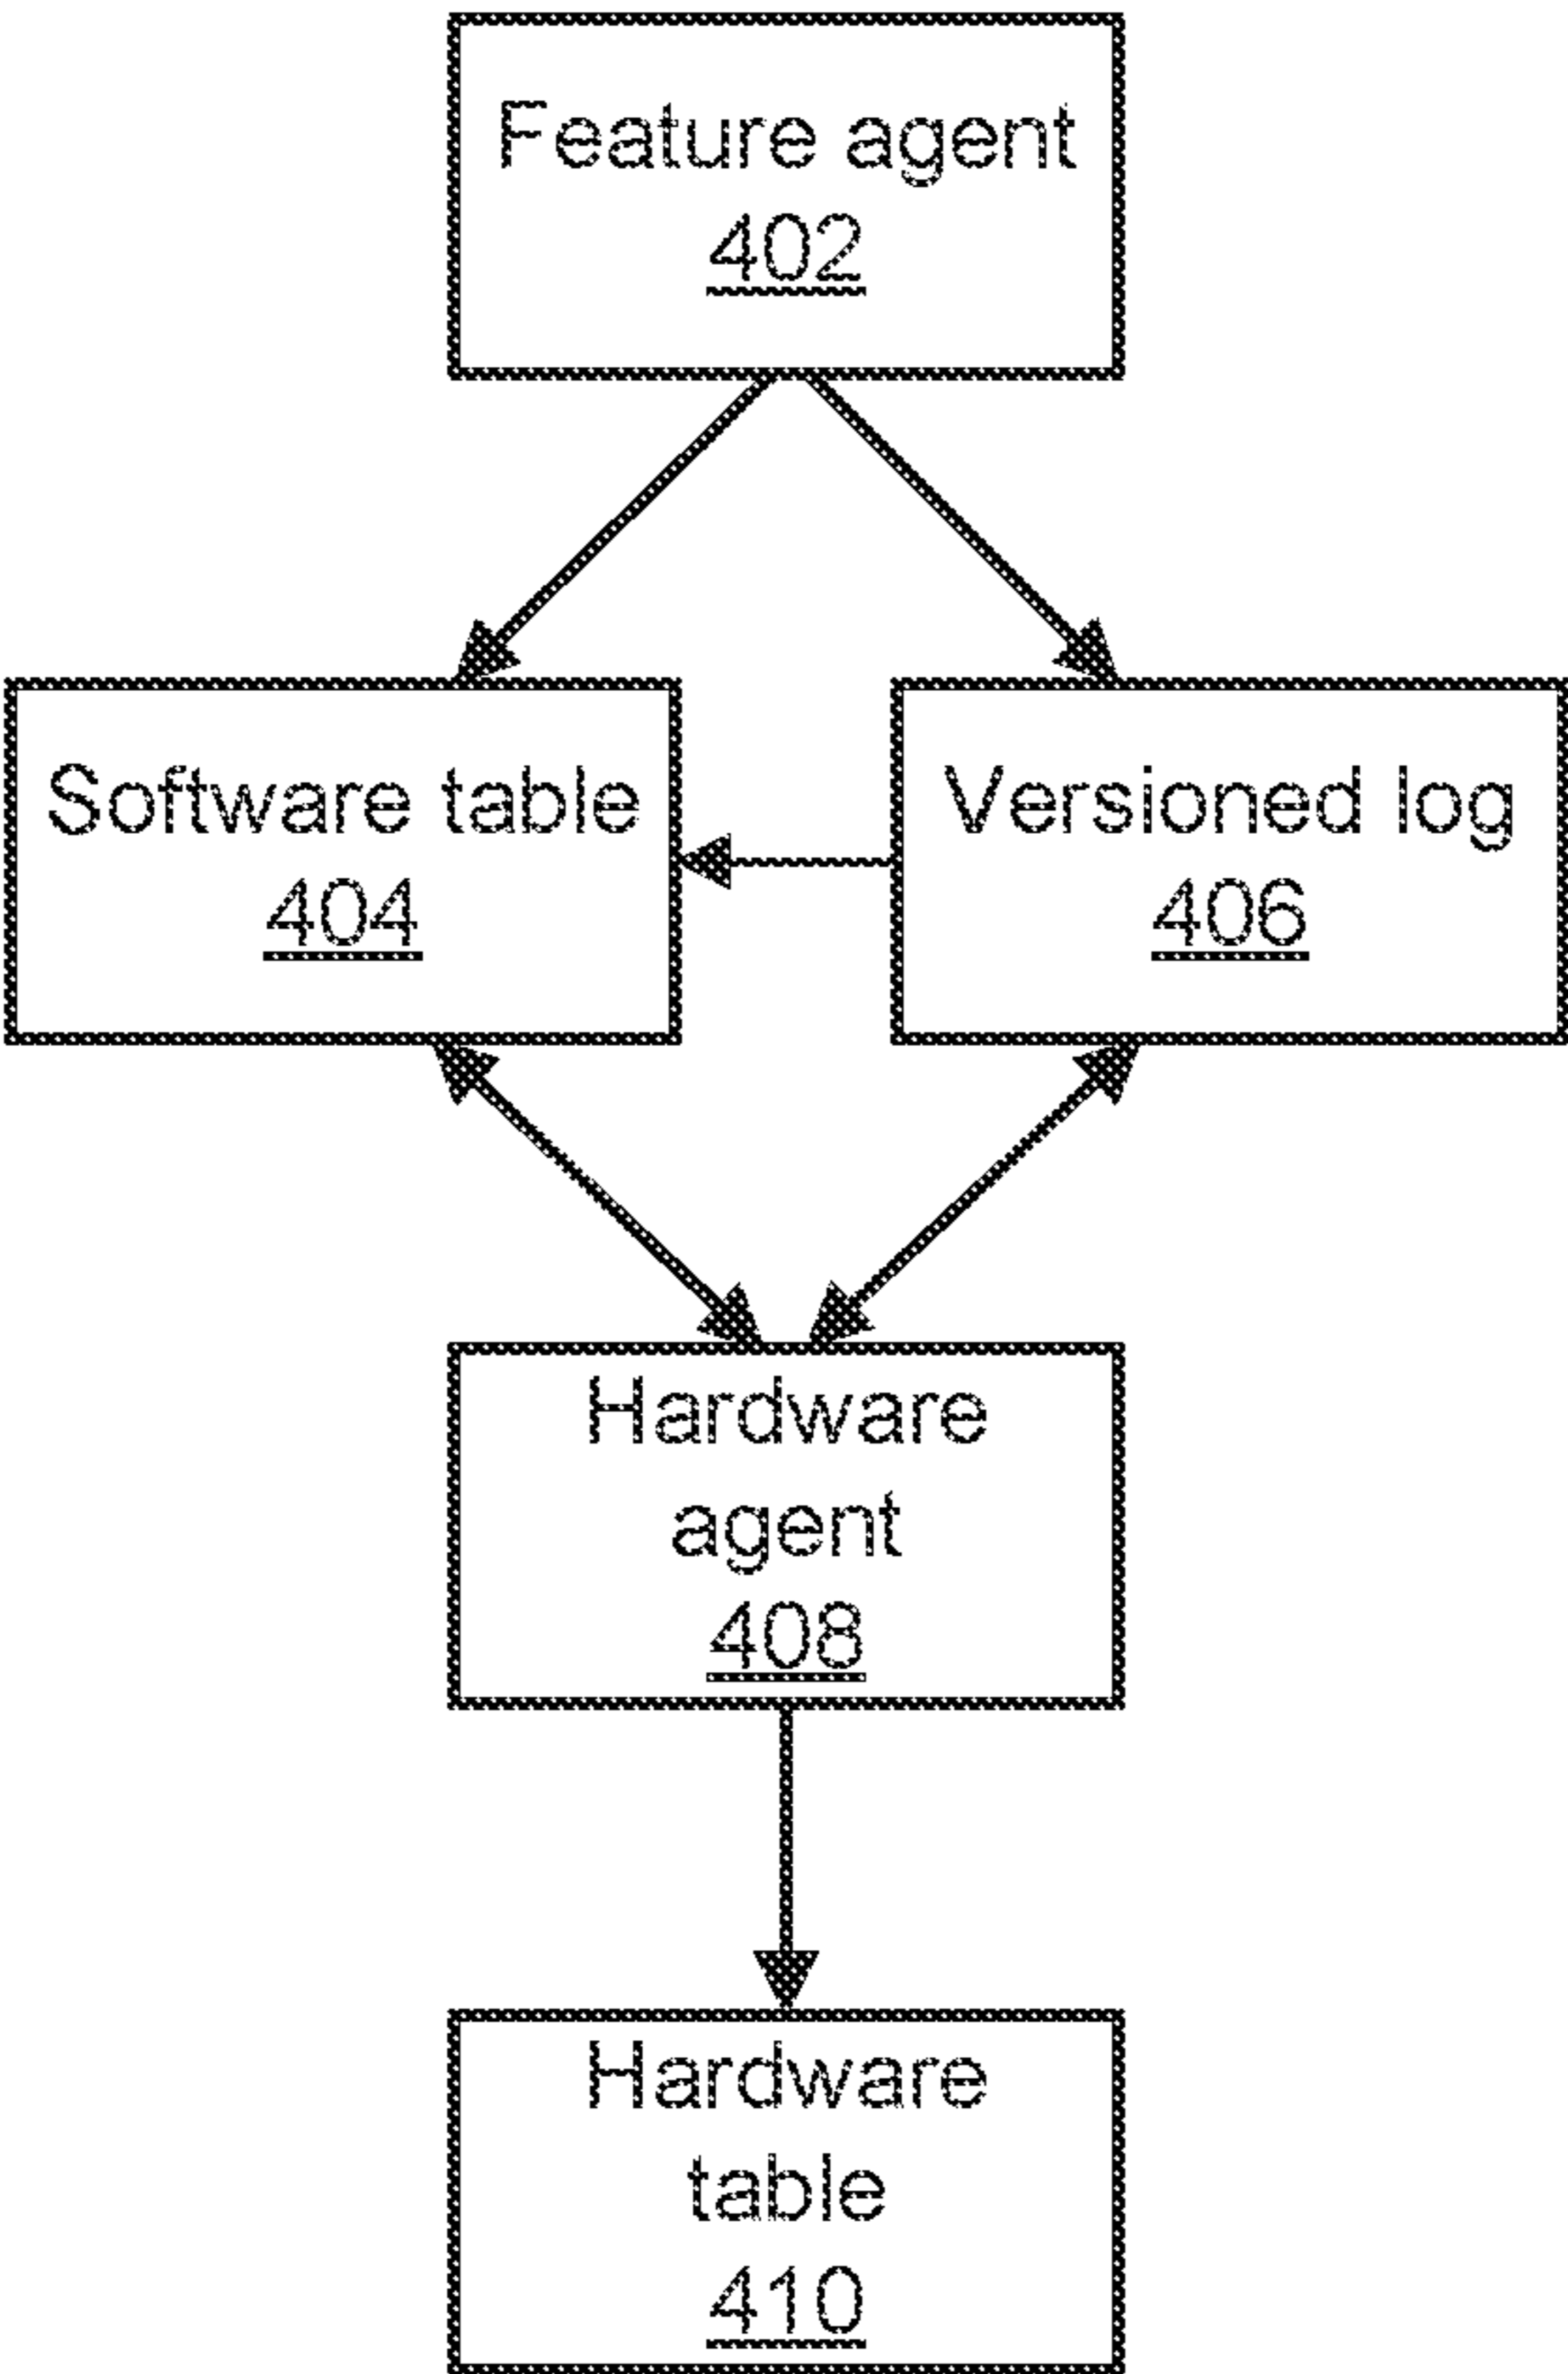 Feature agent
402
Software table
404
Versioned log
406
Hardware
agent
408
Hardware
table
410